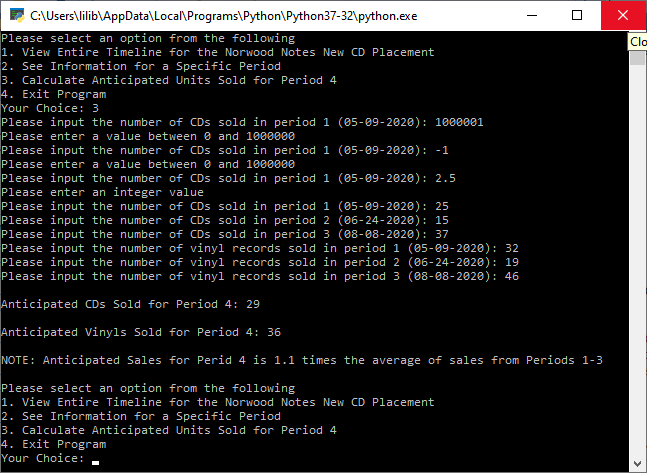 C:\Users\lilib\AppData\Local\Programs\Python\Python37-32\python.exe
Clo
Please select an option from the following
1. View Entire Timeline for the Norwood Notes New CD Placement
2. See Information for a Specific Period
3. Calculate Anticipated Units Sold for Period 4
4. Exit Program
Your Choice: 3
Please input the number of CDs sold in period 1 (05-09-2020): 1000001
Please enter a value between 0 and 1000000
Please input the number of CDs sold in period 1 (05-09-2020): -1
Please enter a value between 0 and 1000000
Please input the number of CDs sold in period 1 (05-09-2020): 2.5
Please enter an integer value
Please input the number of CDs sold in period 1 (05-09-2020): 25
Please input the number of CDs sold in period 2 (06-24-2020): 15
Please input the number of CDs sold in period 3 (08-08-2020): 37
Please input the number of vinyl records sold in period 1 (05-09-2020): 32
Please input the number of vinyl records sold in period 2 (06-24-2020): 19
Please input the number of vinyl records sold in period 3 (08-08-2020): 46
Anticipated CDs Sold for Period 4: 29
Anticipated Vinyls Sold for Period 4: 36
NOTE: Anticipated Sales for Perid 4 is 1.1 times the average of sales from Periods 1-3
Please select an option from the following
1. View Entire Timeline for the Norwood Notes New CD Placement
2. See Information for a Specific Period
3. Calculate Anticipated Units Sold for Period 4
4. Exit Program
Your Choice: